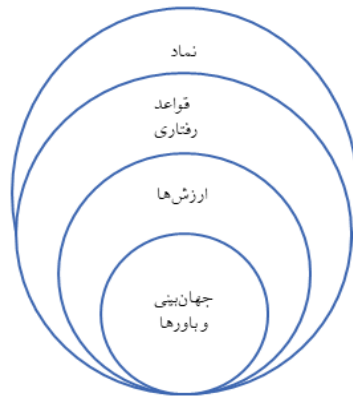 نماد
قواعد
رفتاری
ارزش‌ها
جهان‌بینی
و باورها